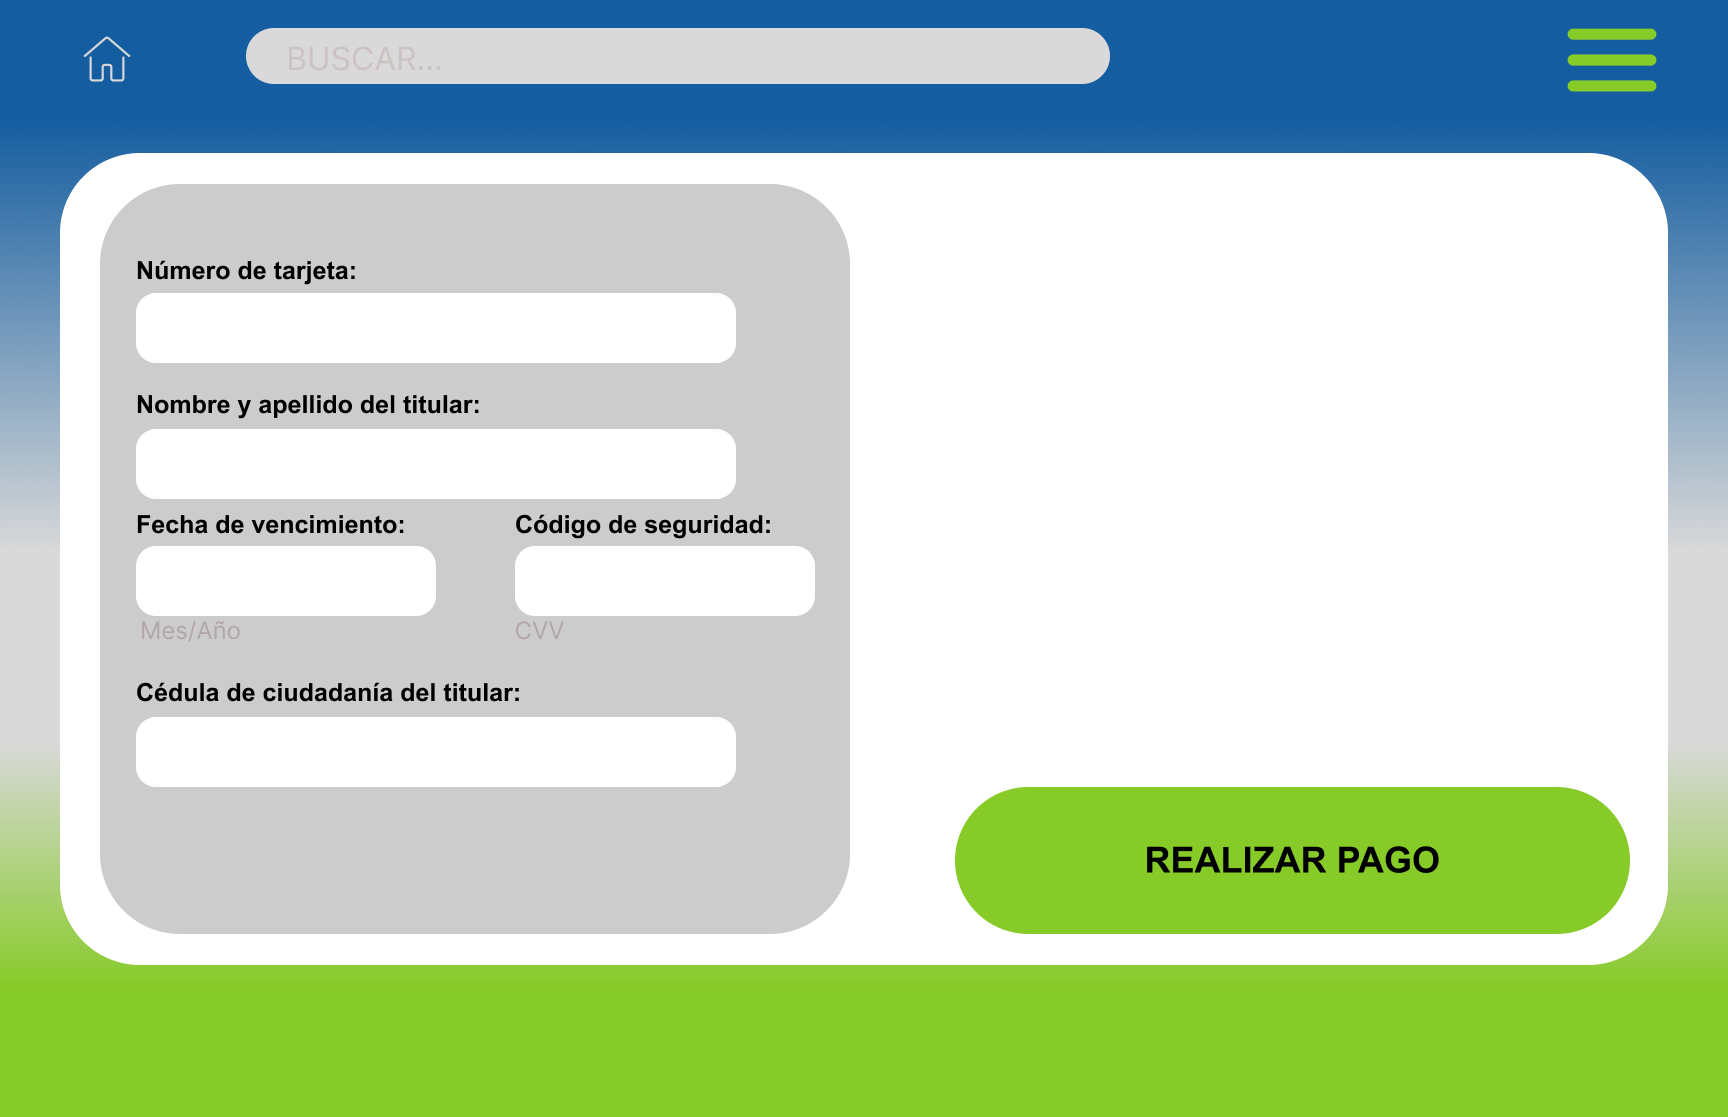 BUSCAR...
Número de tarjeta:
Nombre y apellido del titular:
Fecha de vencimiento:
Código de seguridad:
Mes/Año
CVV
Cédula de ciudadanía del titular:
REALIZAR PAGO